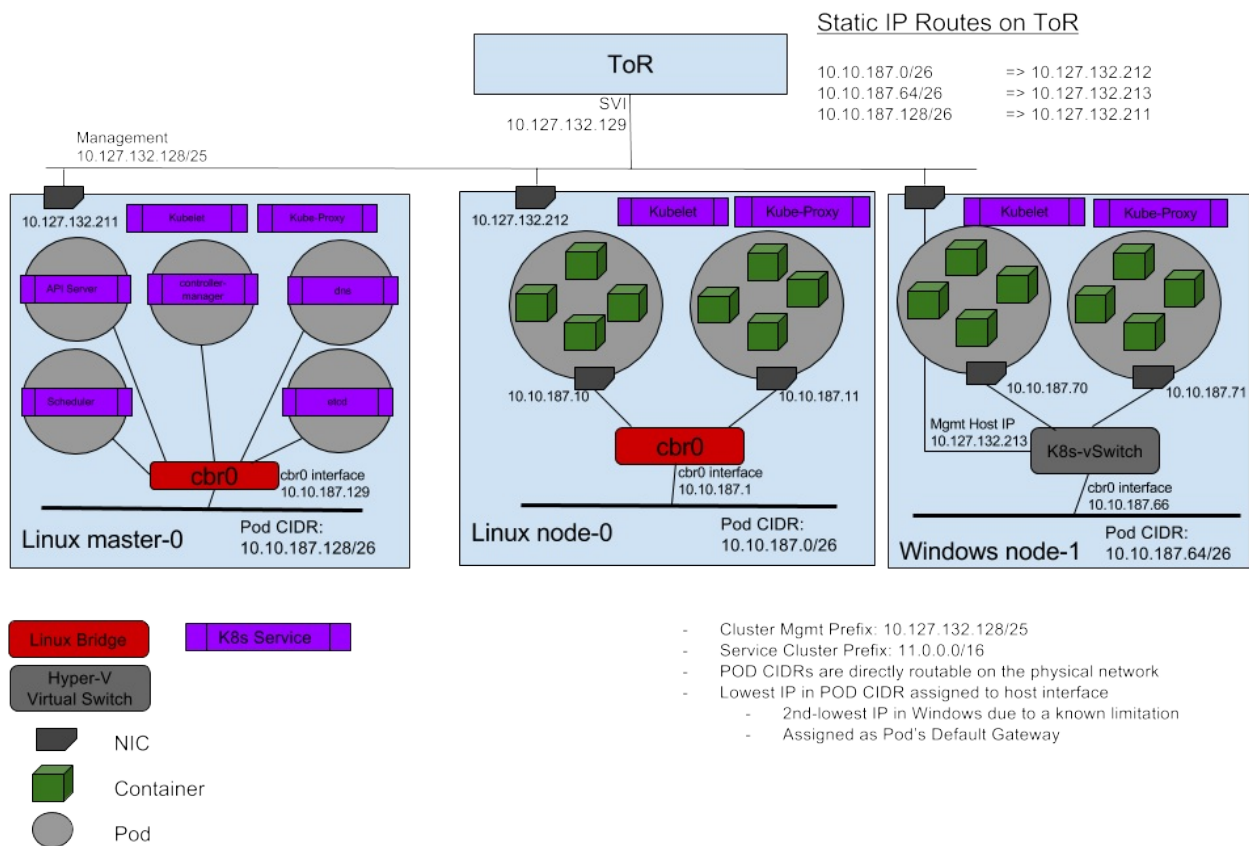 Static IP Routes on ToR
10.10.187.0/26 => 10.127.132.212
10.10.187.64/26 => 10.127.132.213
10.10.187.128/26 => 10.127.132.211
ToR
SVI
10.127.132.129
Management
10.127.132.128/25
10.127.132.211
Kubelet
Kube-Proxy
API Server
controller-
manager
dns
Scheduler
etcd
cbr0
cbr0 interface
10.10.187.129
Linux master-0
Pod CIDR:
10.10.187.128/26
10.127.132.212
Kubelet
Kube-Proxy
10.10.187.10
10.10.187.11
cbr0
cbr0 interface
10.10.187.1
Linux node-0
Pod CIDR:
10.10.187.0/26
Kubelet
Kube-Proxy
10.10.187.70
10.10.187.71
Mgmt Host IP
10.127.132.213
K8s-vSwitch
cbr0 interface
10.10.187.66
Windows node-1
Pod CIDR:
10.10.187.64/26
Linux Bridge
K8s Service
Hyper-V
Virtual Switch
NIC
Container
Pod
- Cluster Mgmt Prefix: 10.127.132.128/25
- Service Cluster Prefix: 11.0.0.0/16
- POD CIDRs are directly routable on the physical network
- Lowest IP in POD CIDR assigned to host interface
- 2nd-lowest IP in Windows due to a known limitation
- Assigned as Pod's Default Gateway